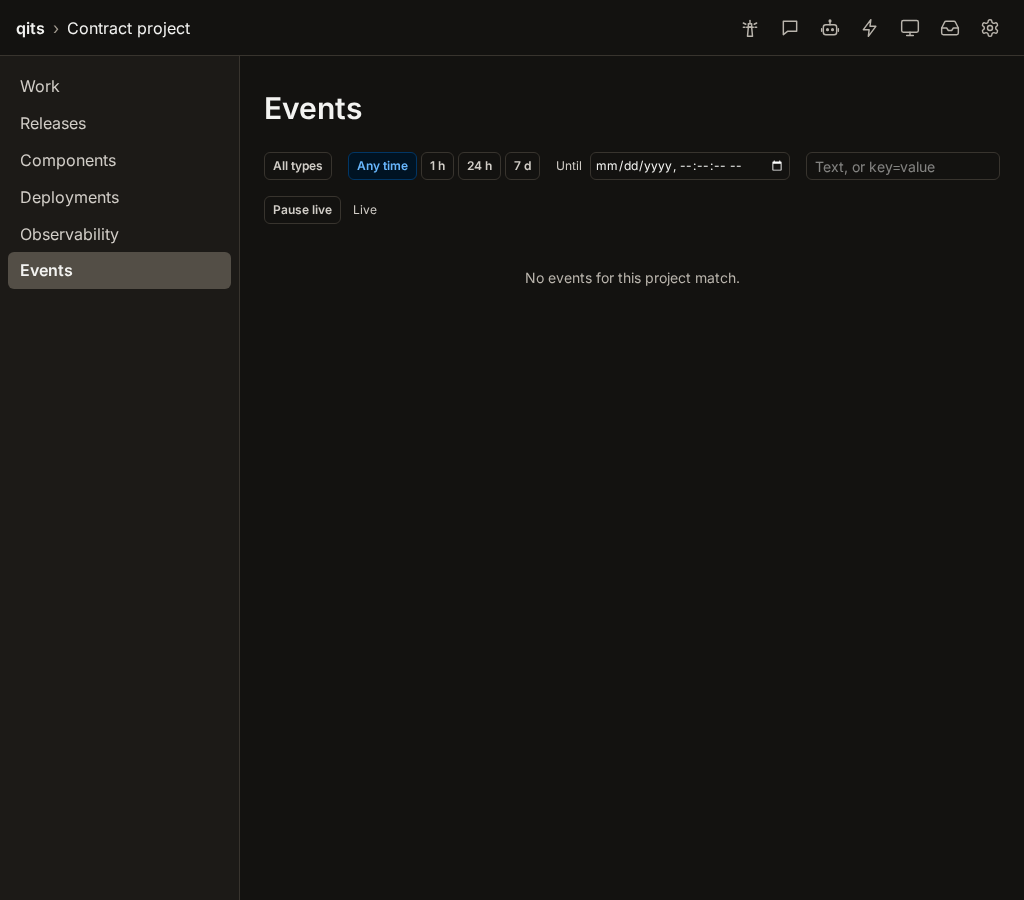 qits › Contract project
Work
Releases
Components
Deployments
Observability
Events
Events
All types Any time 1 h 24 h 7 d Until mm/dd/yyyy, --:--:-- -- Text, or key=value
Pause live Live
No events for this project match.